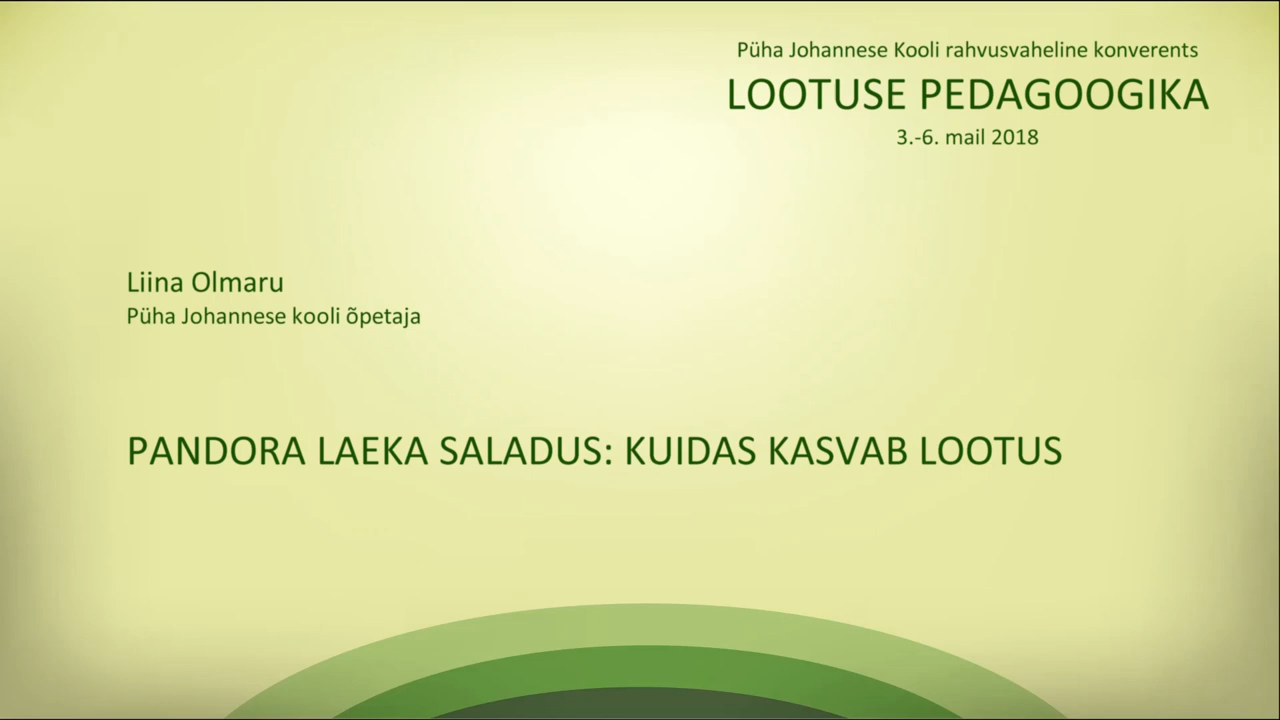 Püha Johannese Kooli rahvusvaheline konverents
LOOTUSE PEDAGOOGIKA
3.-6. mail 2018
Liina Olmaru
Püha Johannese kooli õpetaja
PANDORA LAEKA SALADUS: KUIDAS KASVAB LOOTUS